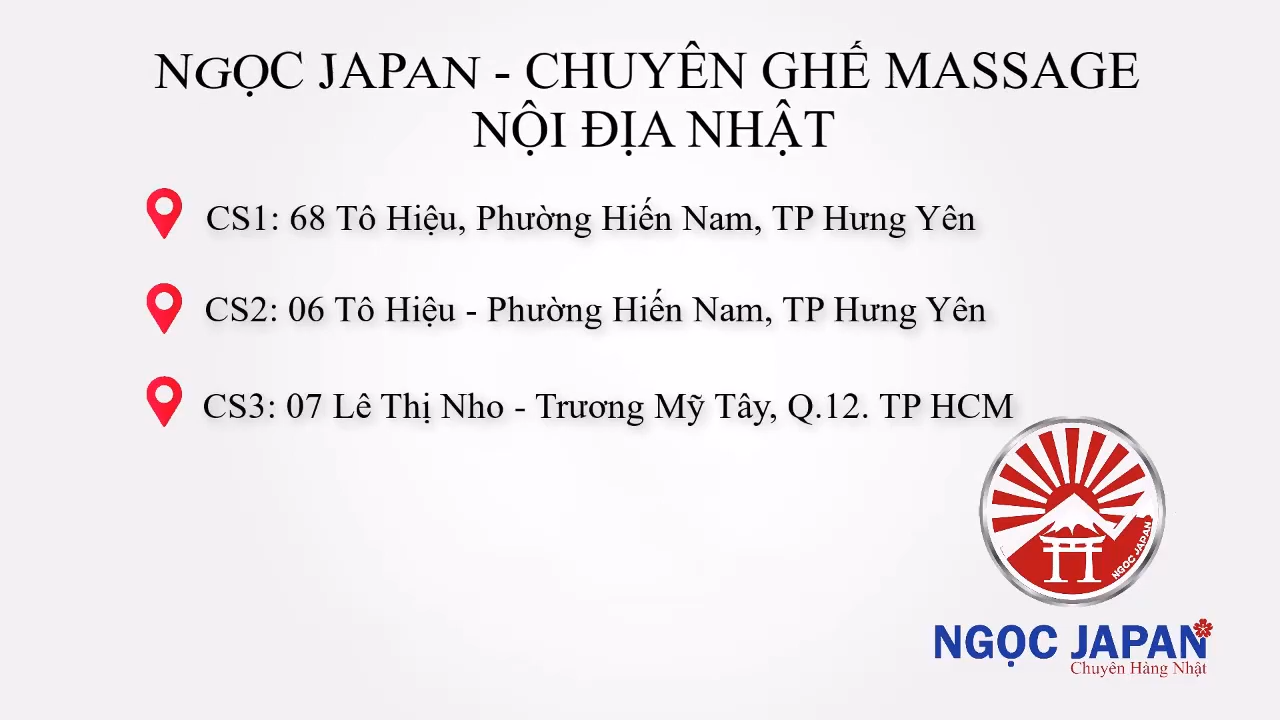 NGỌC JAPAN - CHUYÊN GHẾ MASSAGE
NỘI ĐỊA NHẬT
CS1: 68 Tô Hiệu, Phường Hiến Nam, TP Hưng Yên
CS2: 06 Tô Hiệu - Phường Hiến Nam, TP Hưng Yên
CS3: 07 Lê Thị Nho - Trương Mỹ Tây, Q.12. TP HCM
NGỌC JAPAN
NGỌC JAPAN
Chuyên Hàng Nhật